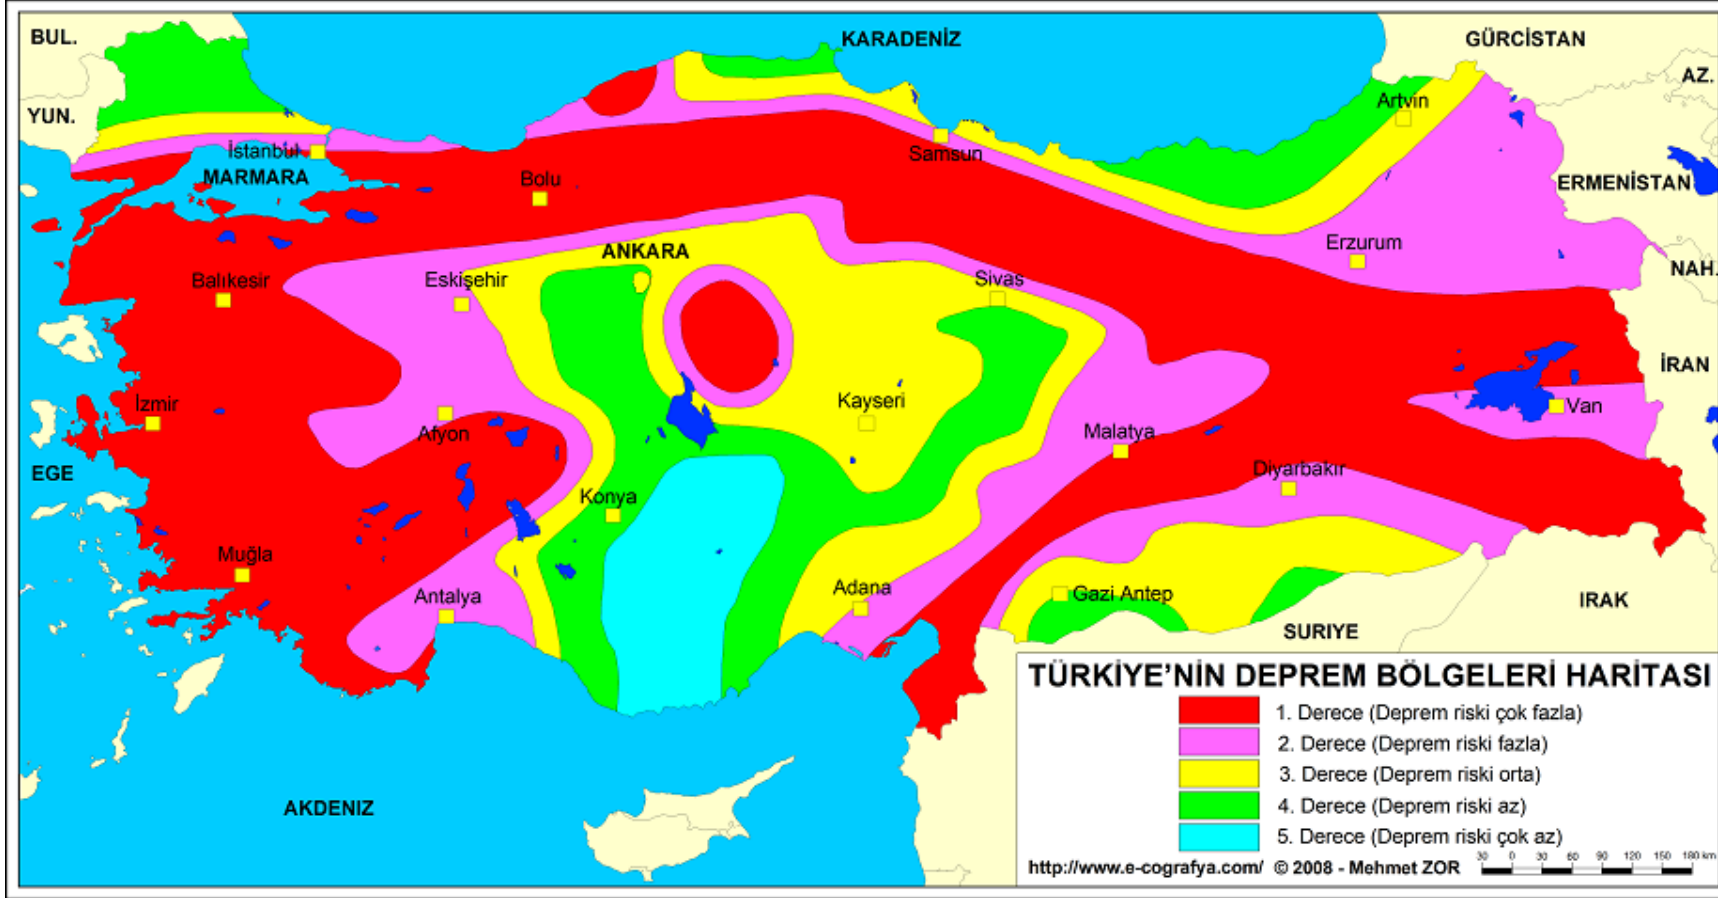 BUL.
KARADENİZ
GÜRCİSTAN
AZ.
YUN.
Artvin
İstanbul
Samsun
MARMARA
Bolu
ERMENİSTAN
Erzurum
ANKARA
NAH.
Balıkesir
Eskişehir
Sivas
İRAN
İzmir
Kayseri
Van
Afyon
Malatya
EGE
Diyarbakır
Konya
Muğla
Antalya
Adana
Gazi Antep
IRAK
SURIYE
TÜRKİYE'NİN DEPREM BÖLGELERİ HARİTASI
1. Derece (Deprem riski çok fazla)
2. Derece (Deprem riski fazla)
3. Derece (Deprem riski orta)
4. Derece (Deprem riski az)
5. Derece (Deprem riski çok az)
AKDENIZ
http://www.e-cografya.com/ © 2008 - Mehmet ZOR
30 0 30 60 90 120 150 180 km